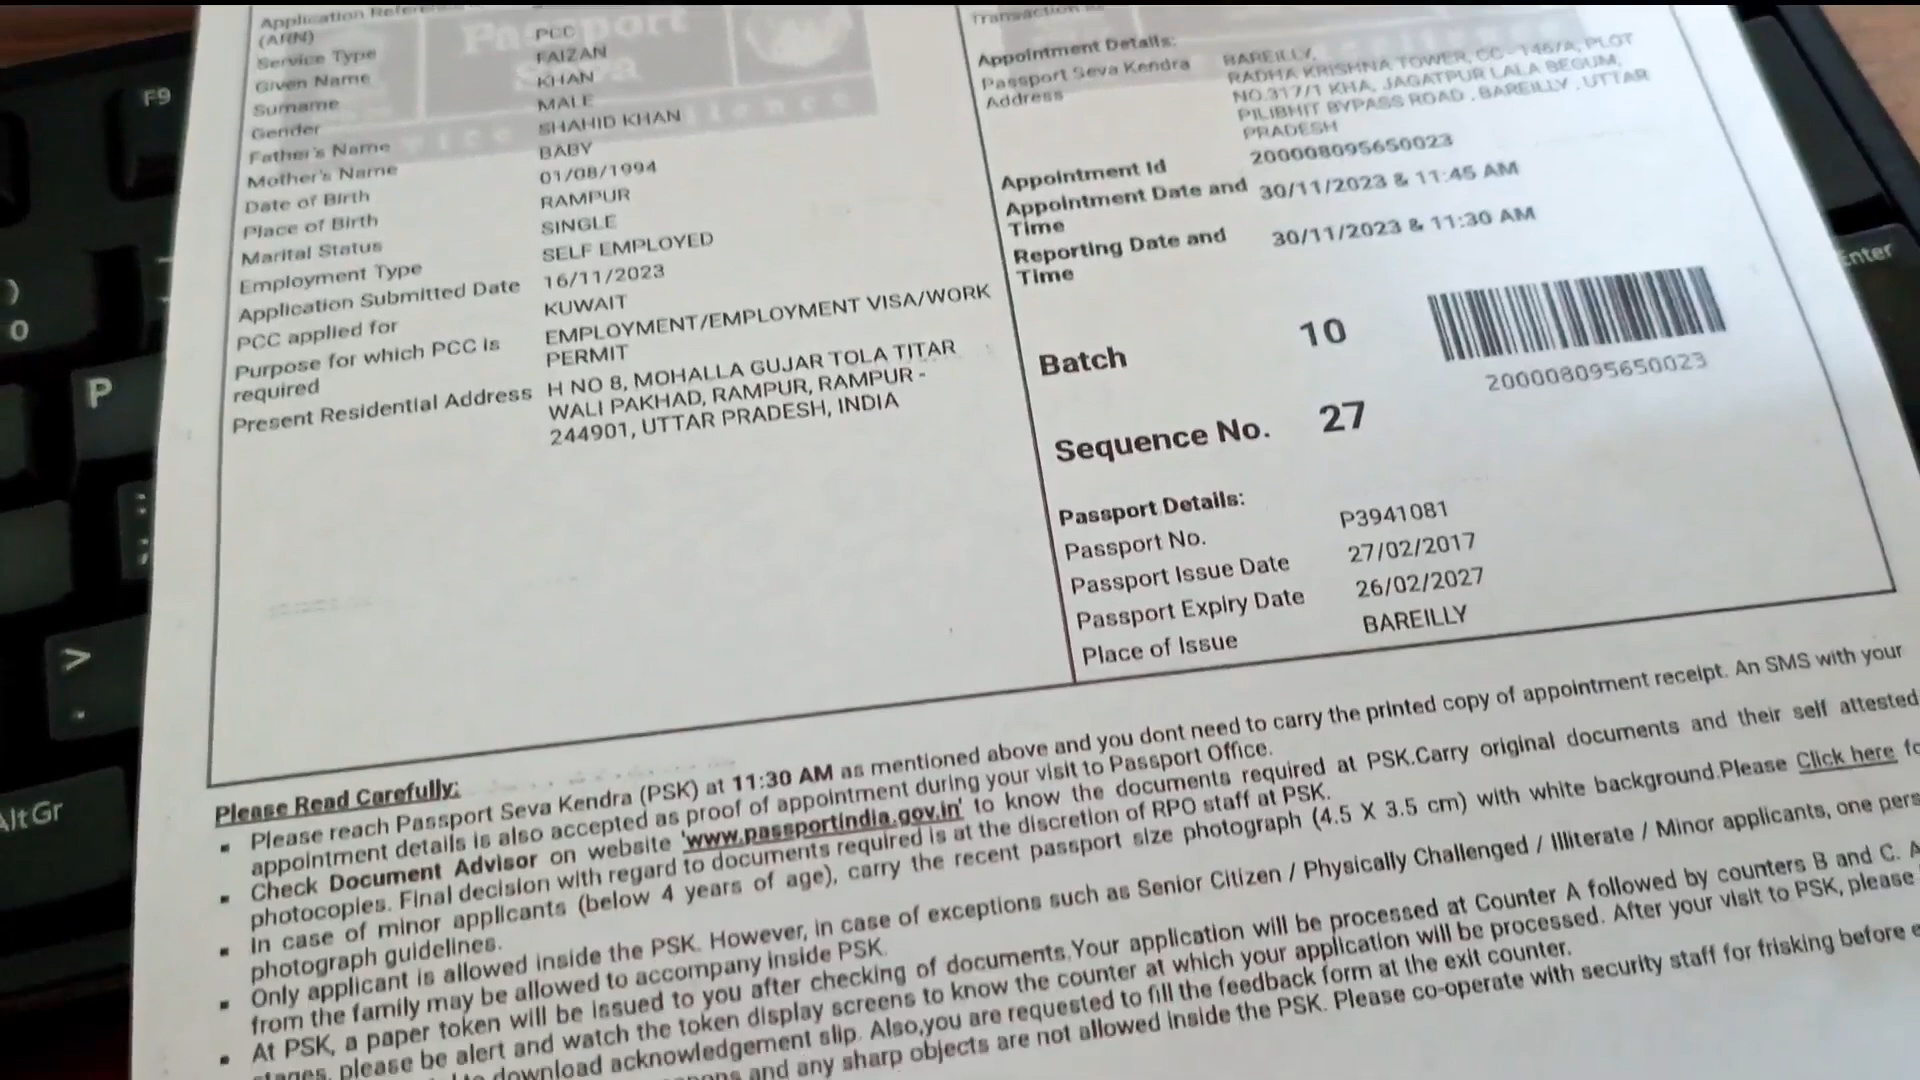 F9
)
0
P
:
;
>
.
AltGr
Enter
Passport
Seva
Application Refere
(ARN)
Service Type PCC
Given Name FAIZAN
Surname KHAN
Gender MALE
Father's Name SHAHID KHAN
Mother's Name BABY
Date of Birth 01/08/1994
Place of Birth RAMPUR
Marital Status SINGLE
Employment Type SELF EMPLOYED
Application Submitted Date 16/11/2023
PCC applied for KUWAIT
Purpose for which PCC is EMPLOYMENT/EMPLOYMENT VISA/WORK
required PERMIT
Present Residential Address H NO 8, MOHALLA GUJAR TOLA TITAR
WALI PAKHAD, RAMPUR, RAMPUR -
244901, UTTAR PRADESH, INDIA
Transaction
Appointment Details:
Passport Seva Kendra BAREILLY,
Address RADHA KRISHNA TOWER, CC - 146/A, PLOT
NO.317/1 KHA, JAGATPUR LALA BEGUM,
PILIBHIT BYPASS ROAD , BAREILLY , UTTAR
PRADESH
Appointment Id 200008095650023
Appointment Date and 30/11/2023 & 11:45 AM
Time
Reporting Date and 30/11/2023 & 11:30 AM
Time
Batch 10
200008095650023
Sequence No. 27
Passport Details:
Passport No. P3941081
Passport Issue Date 27/02/2017
Passport Expiry Date 26/02/2027
Place of Issue BAREILLY
Please Read Carefully:
▪ Please reach Passport Seva Kendra (PSK) at 11:30 AM as mentioned above and you dont need to carry the printed copy of appointment receipt. An SMS with your
appointment details is also accepted as proof of appointment during your visit to Passport Office.
▪ Check Document Advisor on website 'www.passportindia.gov.in' to know the documents required at PSK.Carry original documents and their self attested
photocopies. Final decision with regard to documents required is at the discretion of RPO staff at PSK.
▪ In case of minor applicants (below 4 years of age), carry the recent passport size photograph (4.5 X 3.5 cm) with white background.Please Click here fo
photograph guidelines.
▪ Only applicant is allowed inside the PSK. However, in case of exceptions such as Senior Citizen / Physically Challenged / Illiterate / Minor applicants, one pers
from the family may be allowed to accompany inside PSK.
▪ At PSK, a paper token will be issued to you after checking of documents.Your application will be processed at Counter A followed by counters B and C. A
stages, please be alert and watch the token display screens to know the counter at which your application will be processed. After your visit to PSK, please
to download acknowledgement slip. Also,you are requested to fill the feedback form at the exit counter.
and any sharp objects are not allowed inside the PSK. Please co-operate with security staff for frisking before e